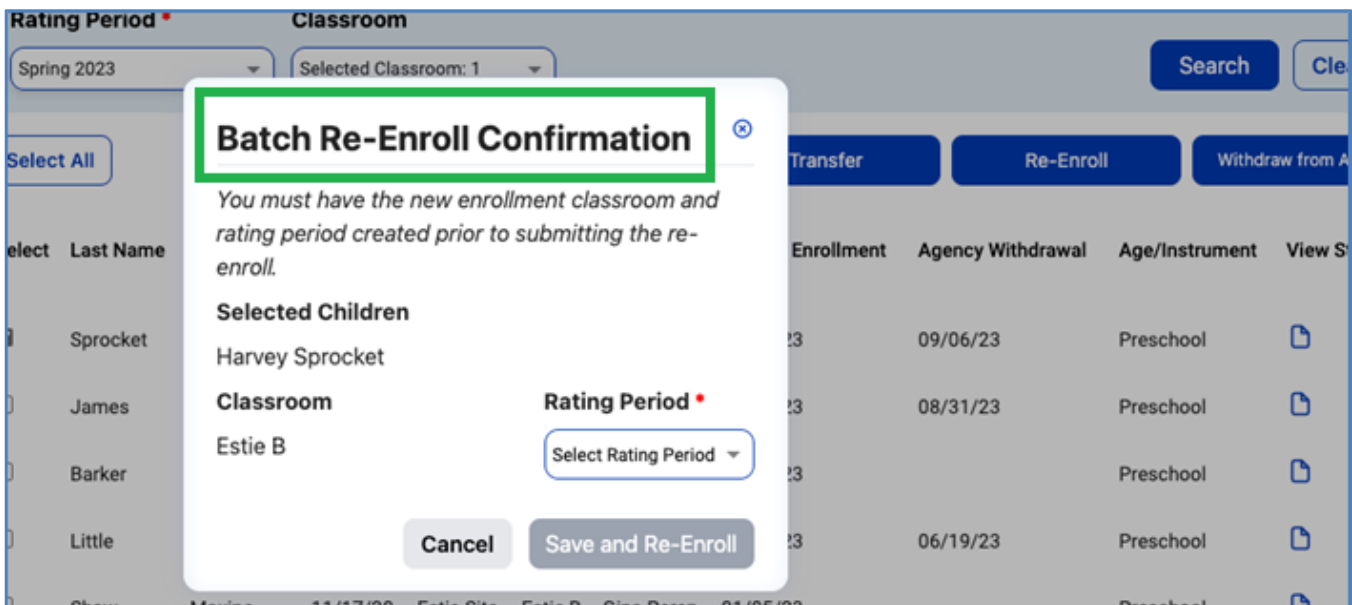 Rating Period * Classroom
Spring 2023 Selected Classroom: 1
Search
Select All
Transfer Re-Enroll Withdraw from
Batch Re-Enroll Confirmation
You must have the new enrollment classroom and
rating period created prior to submitting the re-
enroll.
Selected Children
Harvey Sprocket
Classroom Rating Period *
Estie B Select Rating Period
Cancel Save and Re-Enroll
Last Name Enrollment Agency Withdrawal Age/Instrument View
Sprocket 09/06/23 Preschool
James 08/31/23 Preschool
Barker Preschool
Little 06/19/23 Preschool